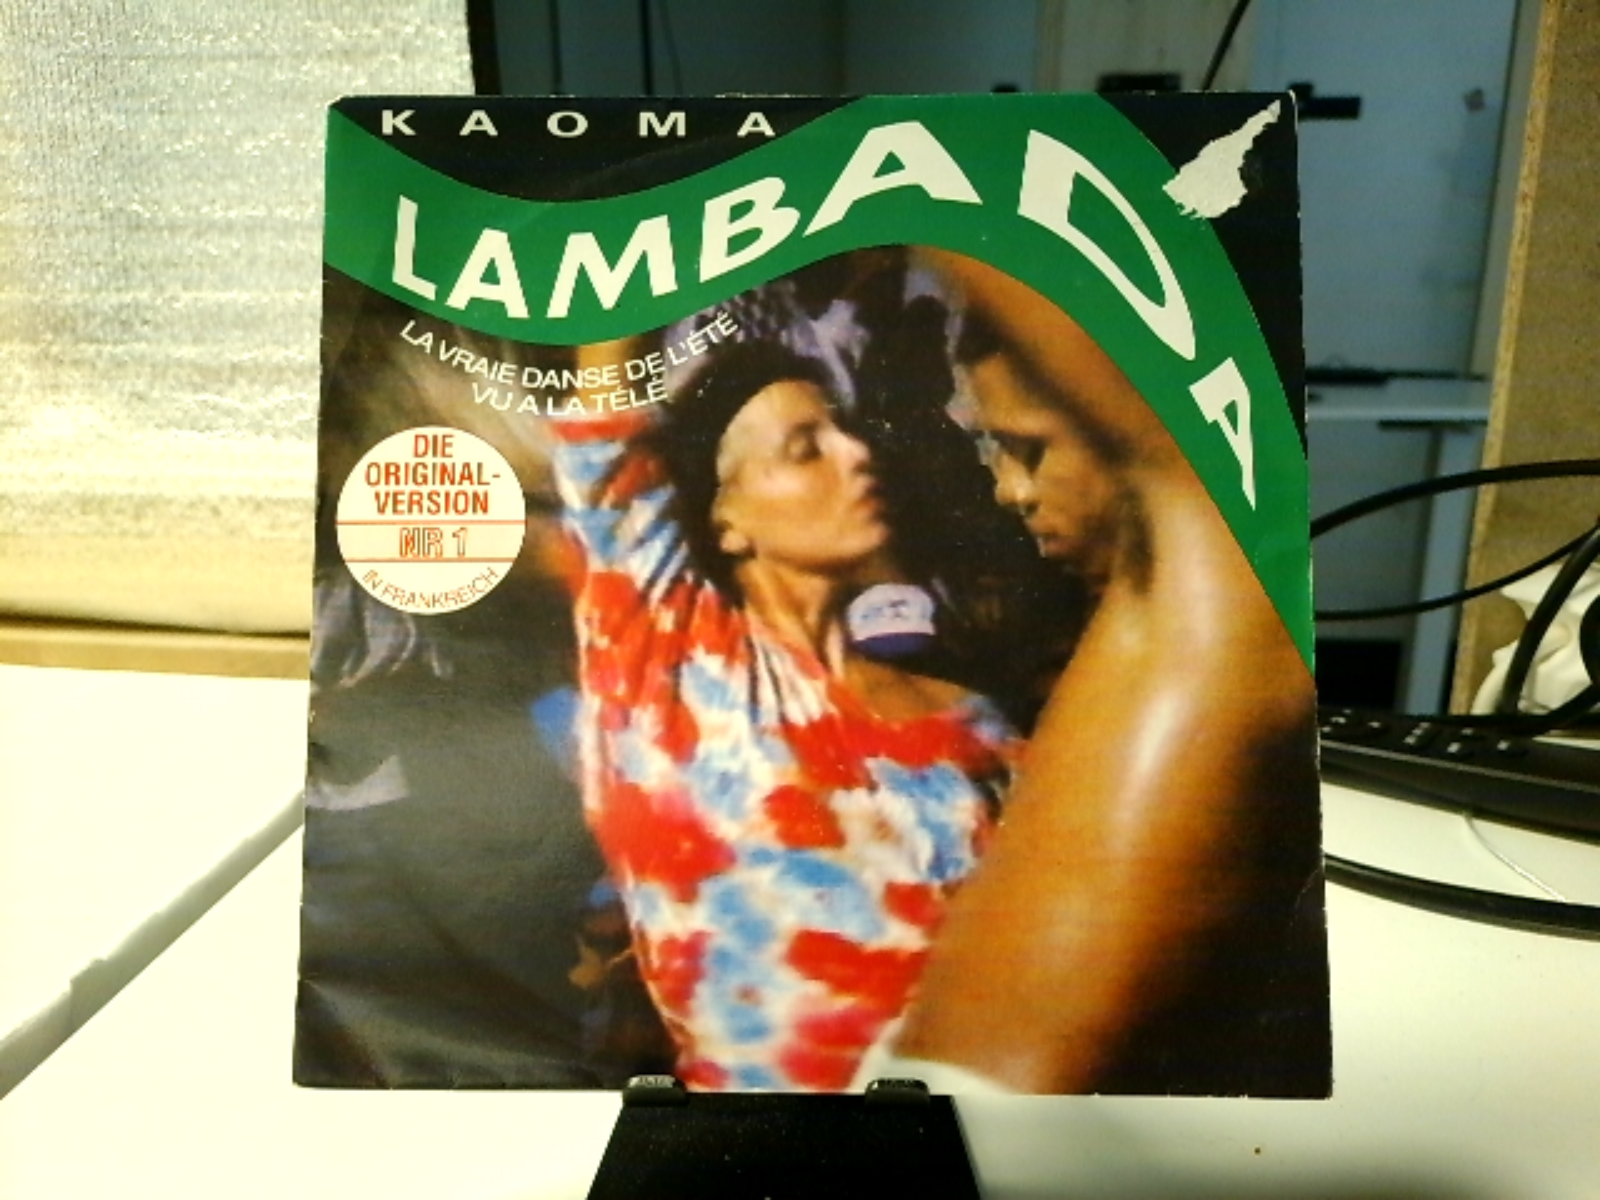 KAOMA
LAMBADA
LA VRAIE DANSE DE L'ÉTÉ
VU A LA TÉLÉ
DIE
ORIGINAL-
VERSION
NR 1
IN FRANKREICH